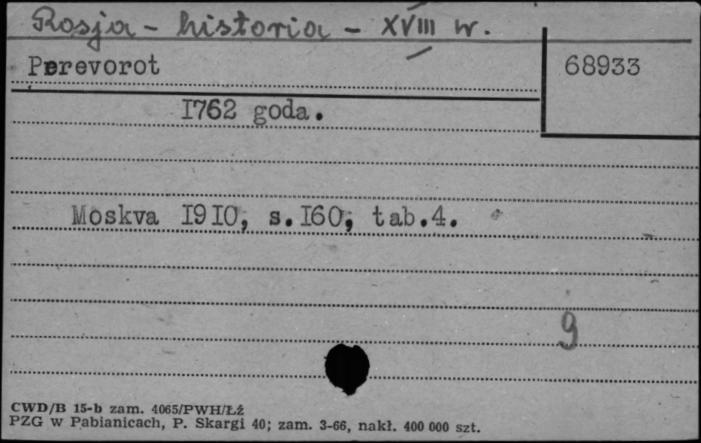 Rosja - historia - XVIII w.
Perevorot
68933
1762 goda.
Moskva 1910, s.160, tab.4.
9
CWD/B 15-b zam. 4065/PWH/Łź
PZG w Pabianicach, P. Skargi 40; zam. 3-66, nakł. 400 000 szt.